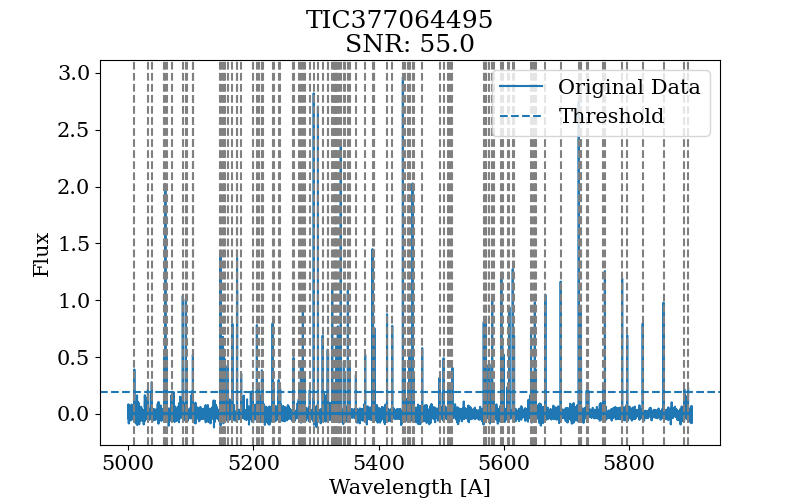 TIC377064495
SNR: 55.0
3.0
2.5
2.0
1.5
1.0
0.5
0.0
Flux
Original Data
Threshold
5000 5200 5400 5600 5800
Wavelength [A]